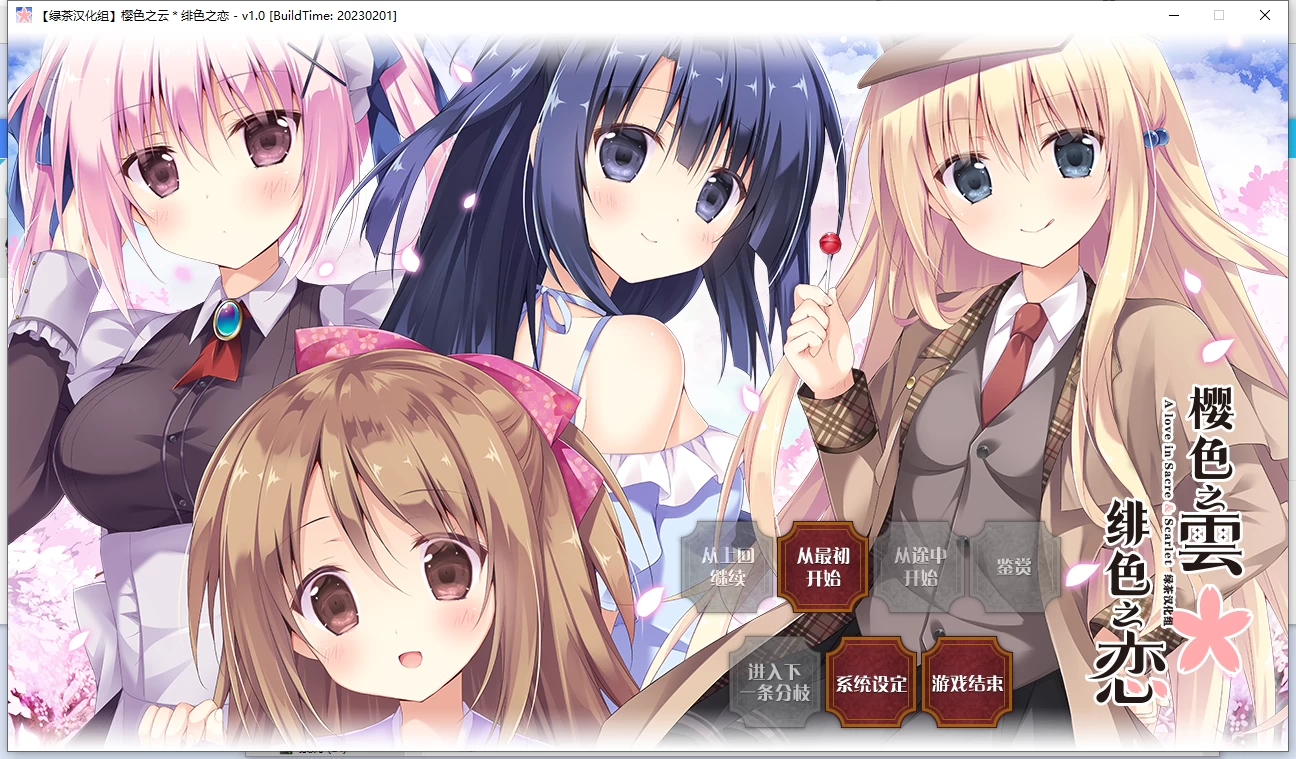 【绿茶汉化组】樱色之云 * 绯色之恋 - v1.0 [BuildTime: 20230201]
樱色之雲
A love in Sacre & Scarlet
绿茶汉化组
绯色之恋
从上回
继续
从最初
开始
从途中
开始
鉴赏
进入下
一条分枝
系统设定
游戏结束